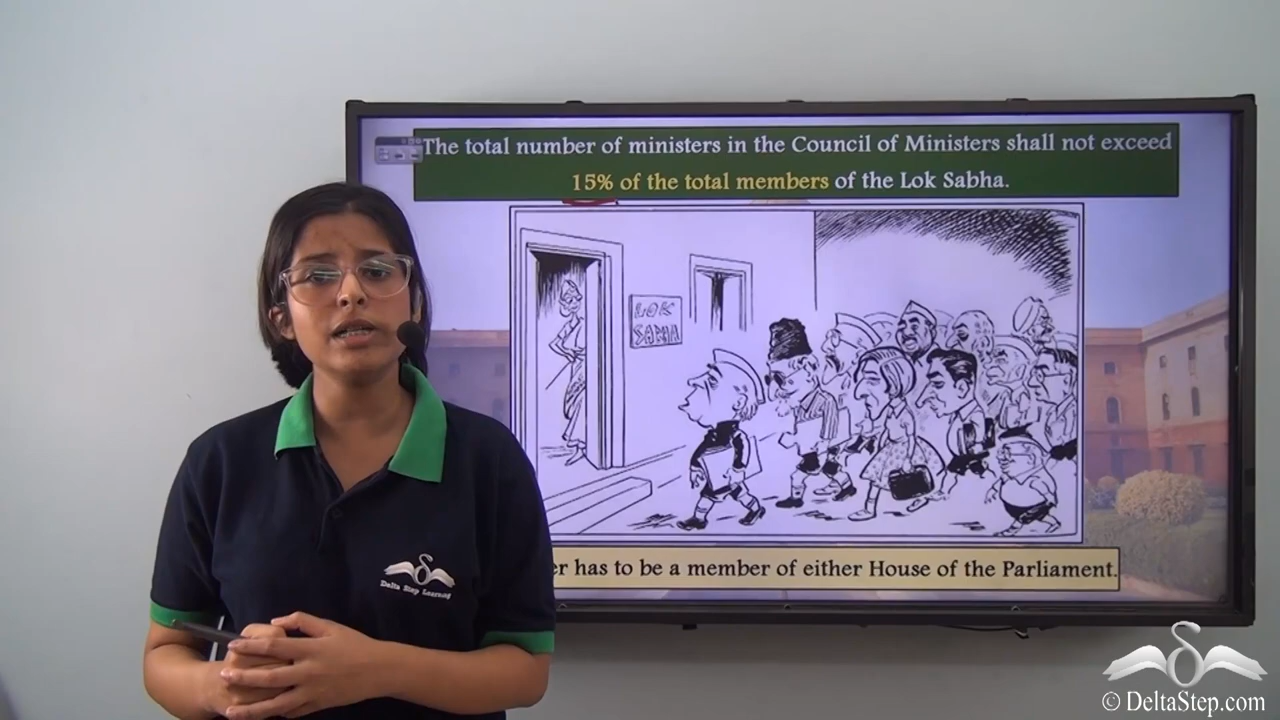 The total number of ministers in the Council of Ministers shall not exceed
15% of the total members of the Lok Sabha.
LOK
SABHA
has to be a member of either House of the Parliament.
Delta Step Learning
© DeltaStep.com